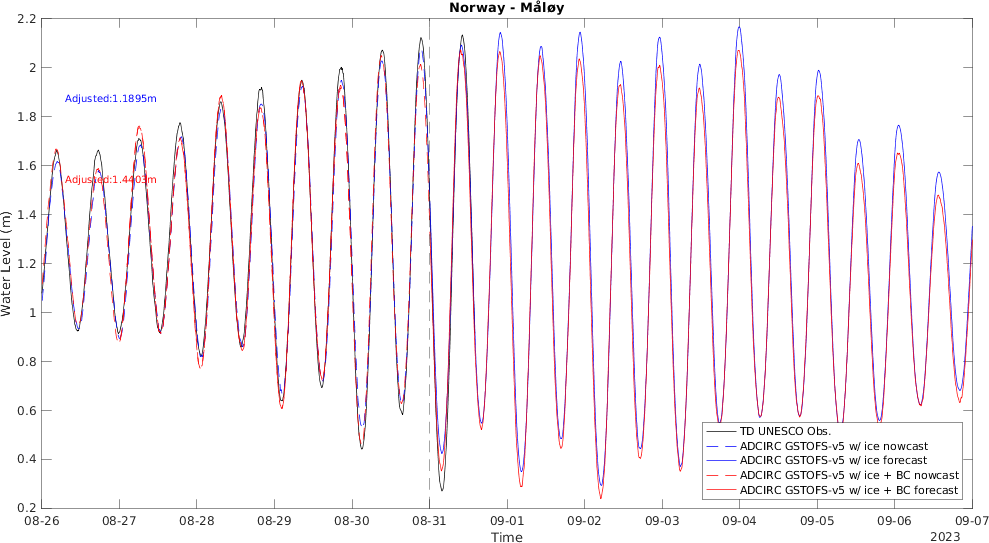 Norway - Måløy
Water Level (m)
2.2
2
1.8
1.6
1.4
1.2
1
0.8
0.6
0.4
0.2
Adjusted:1.1895m
Adjusted:1.4403m
TD UNESCO Obs.
ADCIRC GSTOFS-v5 w/ ice nowcast
ADCIRC GSTOFS-v5 w/ ice forecast
ADCIRC GSTOFS-v5 w/ ice + BC nowcast
ADCIRC GSTOFS-v5 w/ ice + BC forecast
08-26 08-27 08-28 08-29 08-30 08-31 09-01 09-02 09-03 09-04 09-05 09-06 09-07
Time
2023